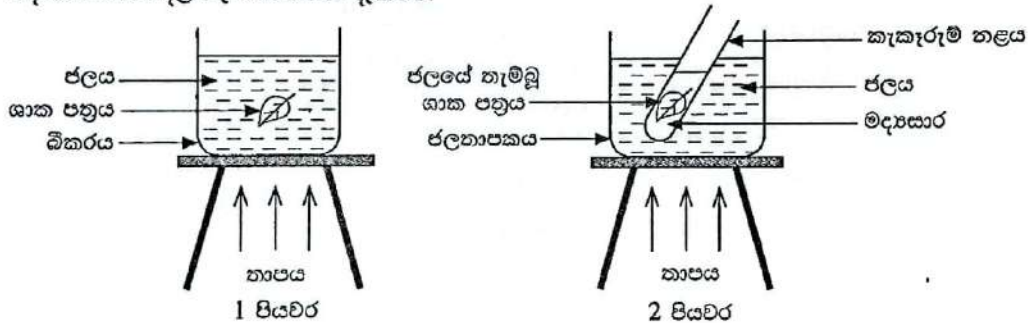 ජලය
ශාක පත්‍රය
බීකරය
තාපය
1 පියවර
කැකෑරුම් නළය
ජලයේ තැම්බූ
ශාක පත්‍රය
ජලතාපකය
ජලය
මද්‍යසාර
තාපය
2 පියවර